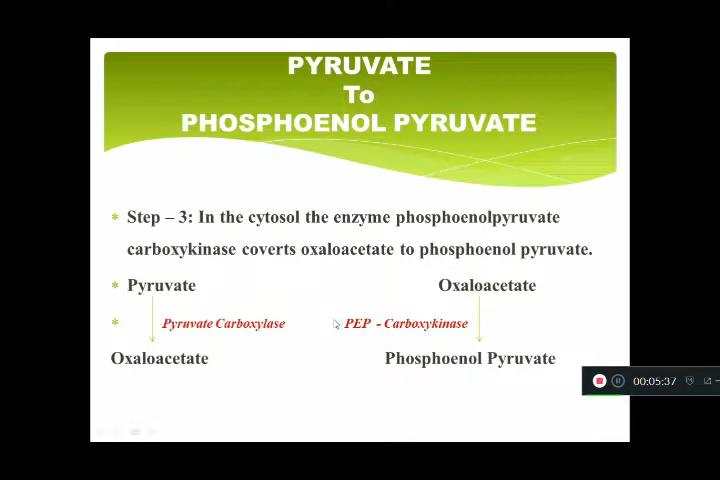 PYRUVATE
To
PHOSPHOENOL PYRUVATE
* Step – 3: In the cytosol the enzyme phosphoenolpyruvate
carboxykinase coverts oxaloacetate to phosphoenol pyruvate.
* Pyruvate Oxaloacetate
* Pyruvate Carboxylase PEP - Carboxykinase
Oxaloacetate Phosphoenol Pyruvate
00:05:37